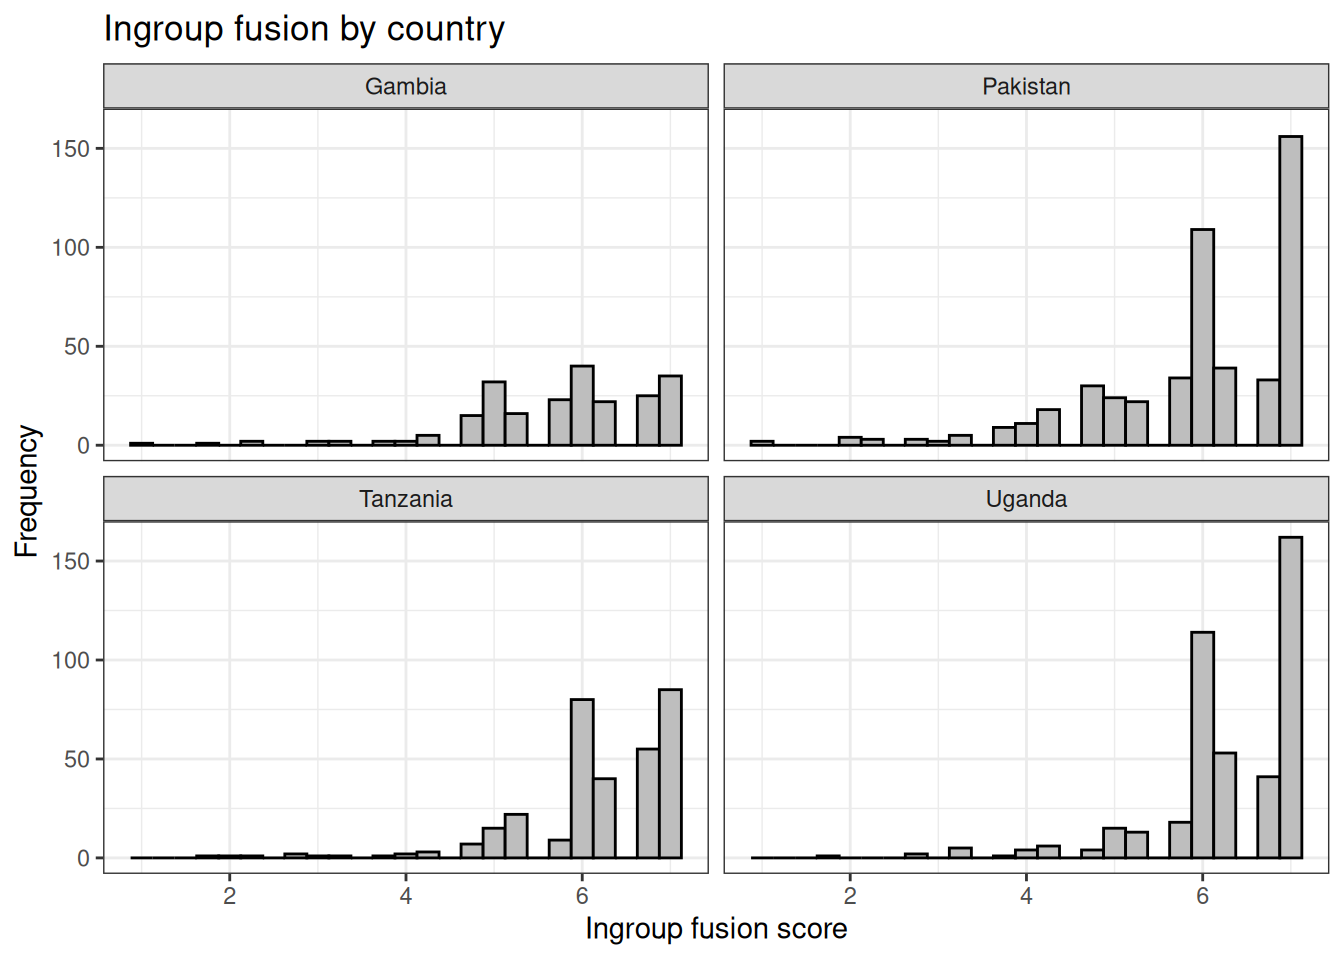 Ingroup fusion by country
Gambia
Pakistan
150
100
50
0
Tanzania
Uganda
150
100
50
0
2
4
6
2
4
6
Frequency
Ingroup fusion score